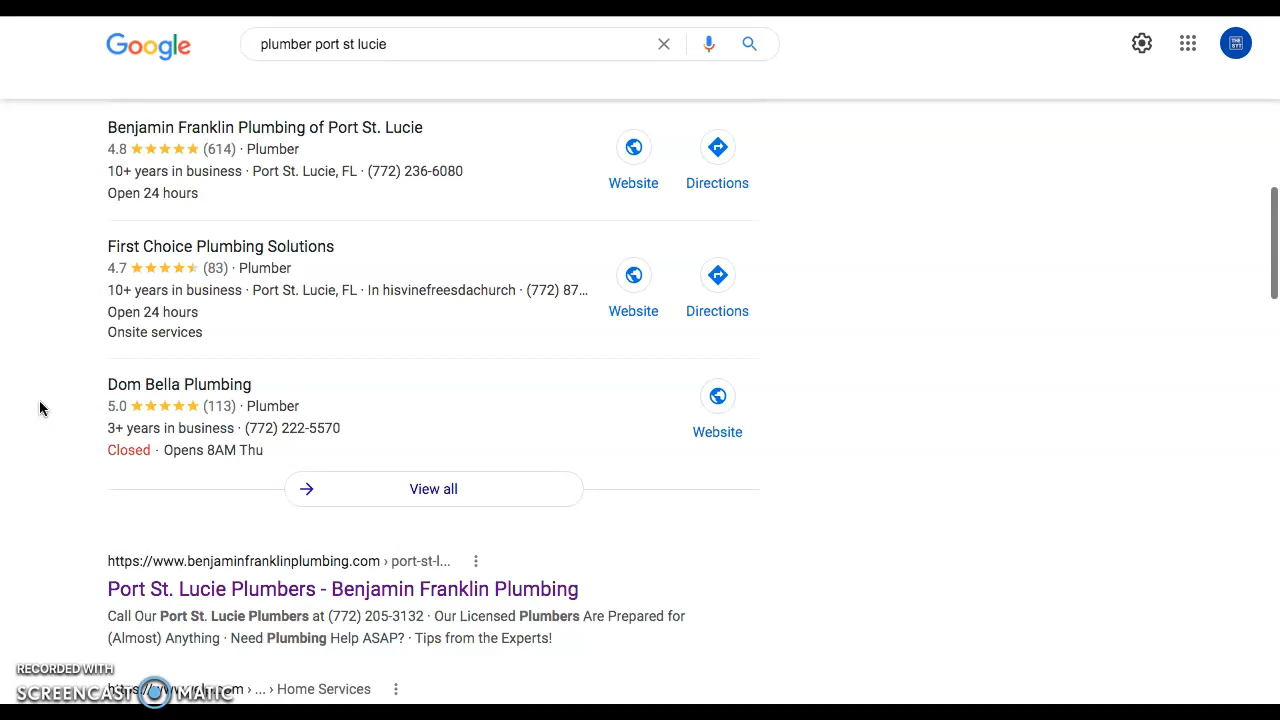 Google
plumber port st lucie
THE
Benjamin Franklin Plumbing of Port St. Lucie
4.8 ★★★★★ (614) · Plumber
10+ years in business · Port St. Lucie, FL · (772) 236-6080
Open 24 hours
Website
Directions
First Choice Plumbing Solutions
4.7 (83) · Plumber
10+ years in business · Port St. Lucie, FL · In hisvinefreesdachurch · (772) 87...
Open 24 hours
Onsite services
Website
Directions
Dom Bella Plumbing
5.0 ★★★★★ (113) · Plumber
3+ years in business · (772) 222-5570
Closed · Opens 8AM Thu
Website
View all
https://www.benjaminfranklinplumbing.com › port-st-l...
Port St. Lucie Plumbers - Benjamin Franklin Plumbing
Call Our Port St. Lucie Plumbers at (772) 205-3132 · Our Licensed Plumbers Are Prepared for
(Almost) Anything · Need Plumbing Help ASAP? · Tips from the Experts!
RECORDED WITH
SCREENCAST MATIC
› ... › Home Services